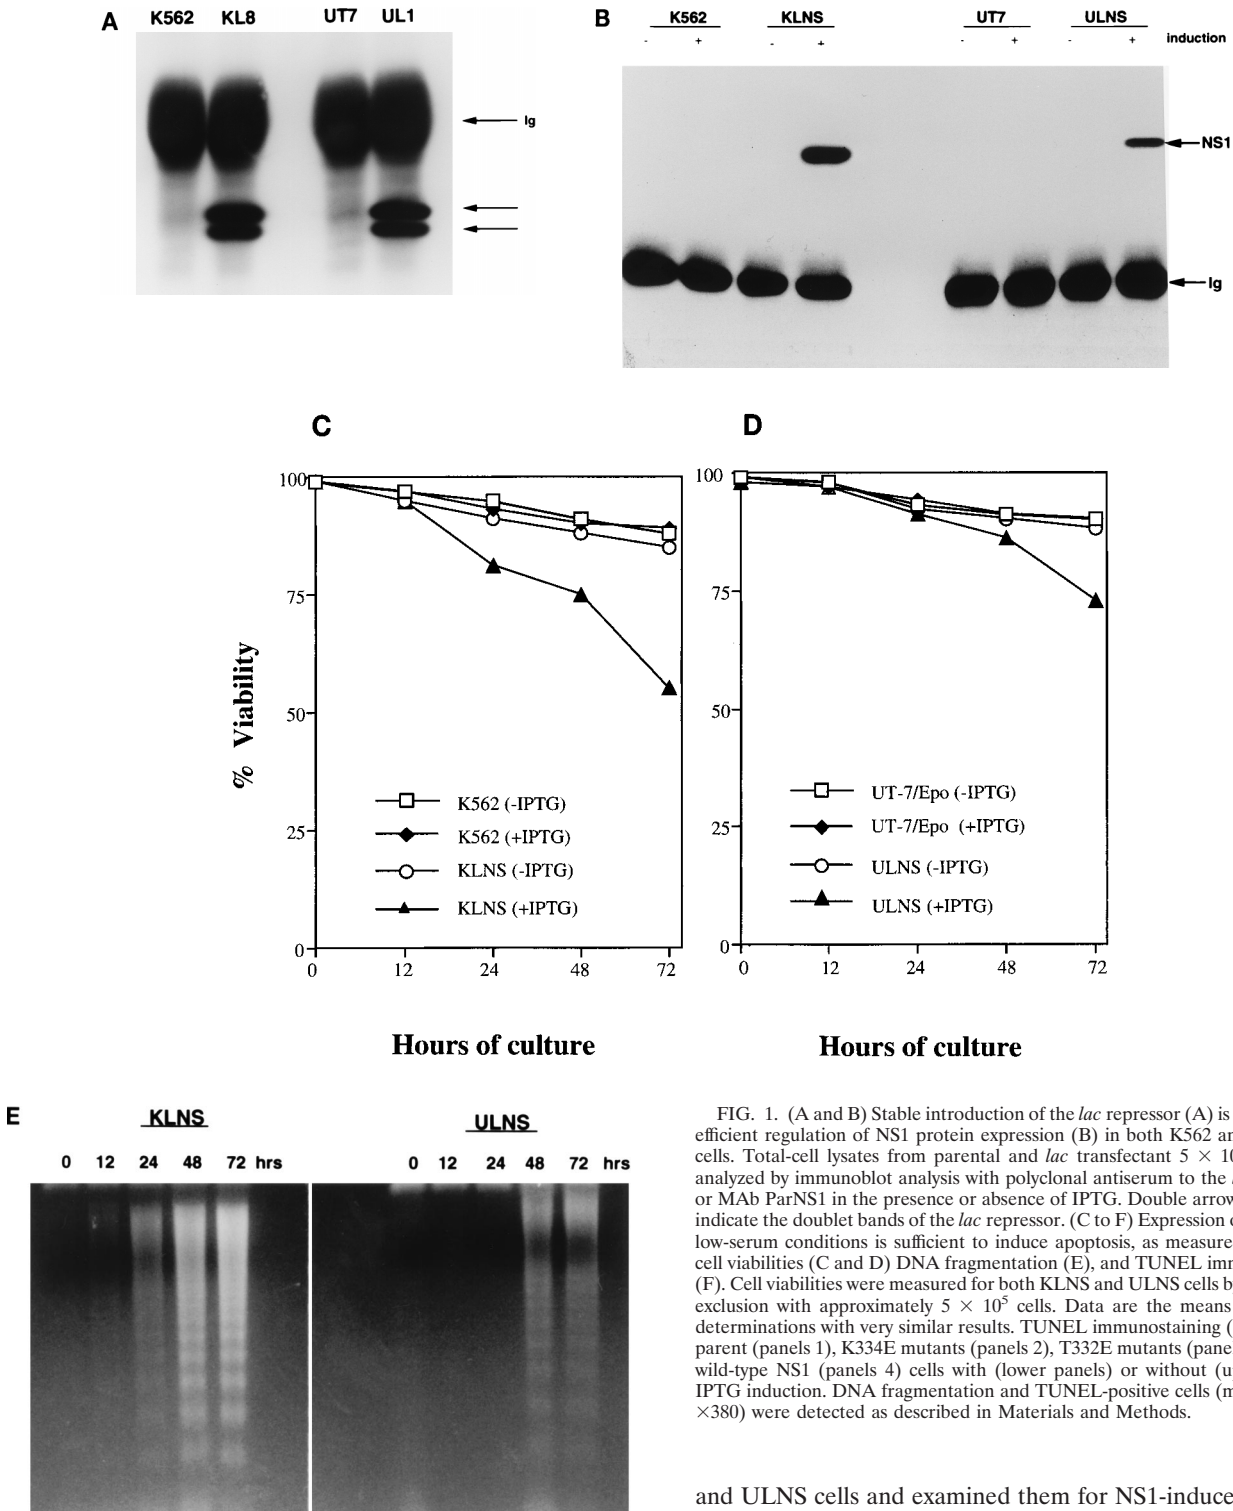 A
K562 KL8 UT7 UL1
Ig
B
K562 KLNS UT7 ULNS
- + - + - + - + induction
NS1
Ig
C
100
75
50
25
0
0 12 24 48 72
% Viability
K562 (-IPTG)
K562 (+IPTG)
KLNS (-IPTG)
KLNS (+IPTG)
Hours of culture
D
100
75
50
25
0
0 12 24 48 72
UT-7/Epo (-IPTG)
UT-7/Epo (+IPTG)
ULNS (-IPTG)
ULNS (+IPTG)
Hours of culture
E
KLNS ULNS
0 12 24 48 72 hrs 0 12 24 48 72 hrs
FIG. 1. (A and B) Stable introduction of the lac repressor (A) is
efficient regulation of NS1 protein expression (B) in both K562 an
cells. Total-cell lysates from parental and lac transfectant 5 × 10
analyzed by immunoblot analysis with polyclonal antiserum to the
or MAb ParNS1 in the presence or absence of IPTG. Double arrow
indicate the doublet bands of the lac repressor. (C to F) Expression o
low-serum conditions is sufficient to induce apoptosis, as measure
cell viabilities (C and D) DNA fragmentation (E), and TUNEL imm
(F). Cell viabilities were measured for both KLNS and ULNS cells b
exclusion with approximately 5 × 10⁵ cells. Data are the means
determinations with very similar results. TUNEL immunostaining (
parent (panels 1), K334E mutants (panels 2), T332E mutants (pane
wild-type NS1 (panels 4) cells with (lower panels) or without (u
IPTG induction. DNA fragmentation and TUNEL-positive cells (m
×380) were detected as described in Materials and Methods.
and ULNS cells and examined them for NS1-induce